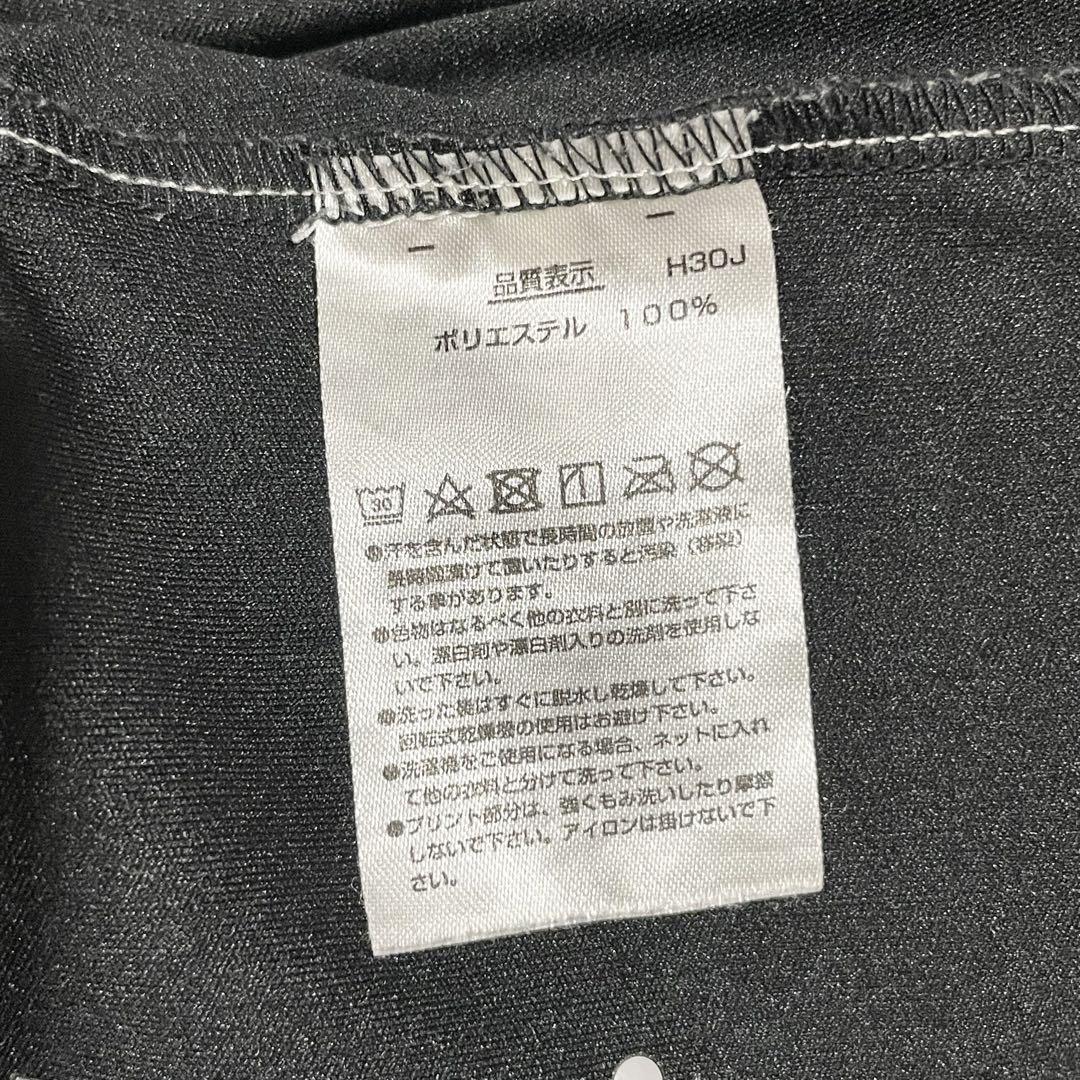 品質表示 H30J
ポリエステル 100%
30
●汗を含んだ状態で長時間の放置や洗濯液に
長時間漬けて置いたりすると汚染（移染）
する事があります。
●色物はなるべく他の衣料と別に洗って下さ
い。漂白剤や漂白剤入りの洗剤を使用しな
いで下さい。
●洗った後はすぐに脱水し乾燥して下さい。
回転式乾燥機の使用はお避け下さい。
●洗濯機をご使用になる場合、ネットに入れ
て他の衣料と分けて洗って下さい。
●プリント部分は、強くもみ洗いしたり摩擦
しないで下さい。アイロンは掛けないで下
さい。